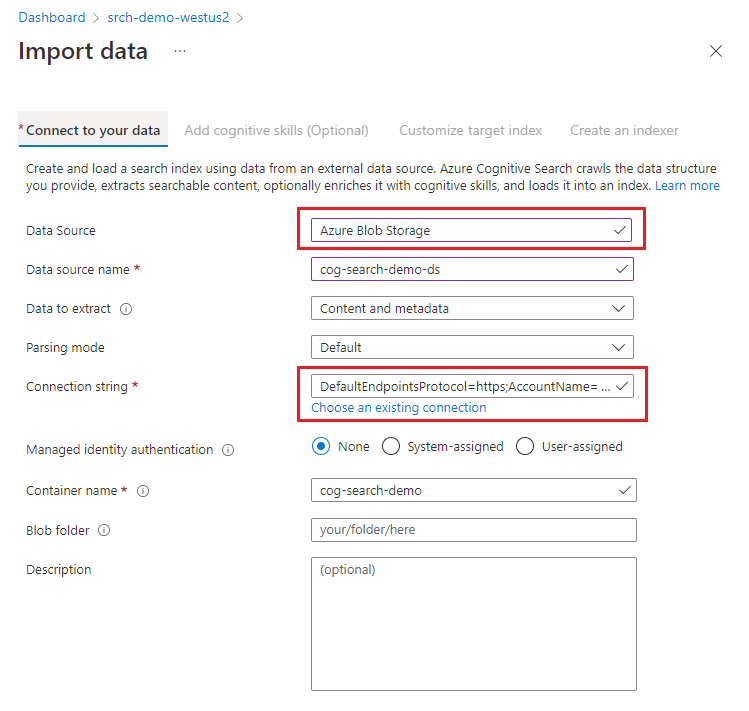 Dashboard > srch-demo-westus2 >
Import data ...
* Connect to your data Add cognitive skills (Optional) Customize target index Create an indexer
Create and load a search index using data from an external data source. Azure Cognitive Search crawls the data structure
you provide, extracts searchable content, optionally enriches it with cognitive skills, and loads it into an index. Learn more
Data Source Azure Blob Storage
Data source name * cog-search-demo-ds
Data to extract Content and metadata
Parsing mode Default
Connection string * DefaultEndpointsProtocol=https;AccountName= ...
Choose an existing connection
Managed identity authentication None System-assigned User-assigned
Container name * cog-search-demo
Blob folder your/folder/here
Description (optional)